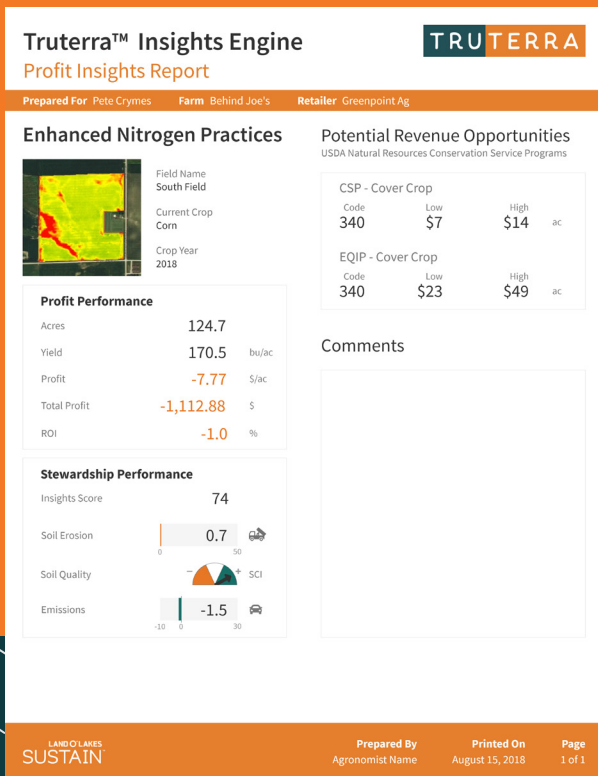 Truterra™ Insights Engine
Profit Insights Report
TRUTERRA
Prepared For Pete Crymes Farm Behind Joe's Retailer Greenpoint Ag
Enhanced Nitrogen Practices
Field Name
South Field
Current Crop
Corn
Crop Year
2018
Profit Performance
Acres 124.7
Yield 170.5 bu/ac
Profit -7.77 $/ac
Total Profit -1,112.88 $
ROI -1.0 %
Stewardship Performance
Insights Score 74
Soil Erosion 0.7
0 50
Soil Quality − + SCI
Emissions -1.5
-10 0 30
Potential Revenue Opportunities
USDA Natural Resources Conservation Service Programs
CSP - Cover Crop
Code Low High
340 $7 $14 ac
EQIP - Cover Crop
Code Low High
340 $23 $49 ac
Comments
LAND O'LAKES
SUSTAIN™
Prepared By Printed On Page
Agronomist Name August 15, 2018 1 of 1